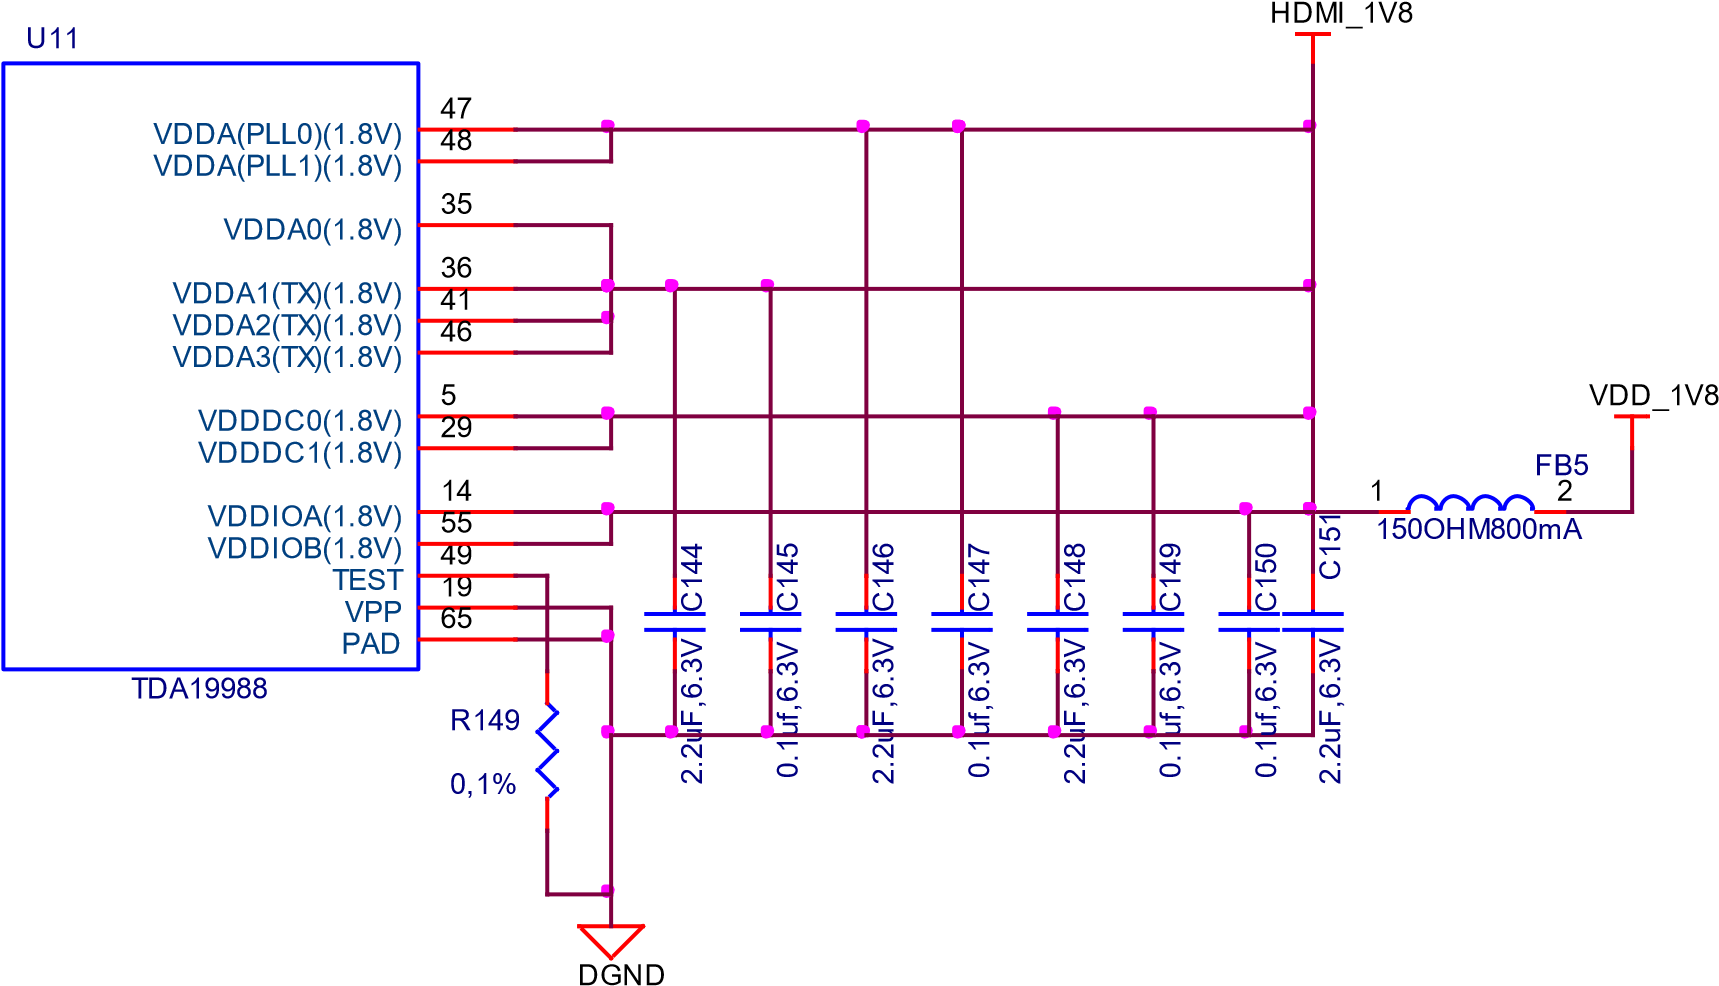 HDMI_1V8
U11
47
VDDA(PLL0)(1.8V)
48
VDDA(PLL1)(1.8V)
35
VDDA0(1.8V)
36
VDDA1(TX)(1.8V)
41
VDDA2(TX)(1.8V)
46
VDDA3(TX)(1.8V)
5
VDDDC0(1.8V)
29
VDDDC1(1.8V)
VDD_1V8
FB5
14
1
2
VDDIOA(1.8V)
150OHM800mA
55
VDDIOB(1.8V)
49
TEST
19
VPP
65
PAD
TDA19988
C144
C145
C146
C147
C148
C149
C150
C151
2.2uF,6.3V
0.1uf,6.3V
2.2uF,6.3V
0.1uf,6.3V
2.2uF,6.3V
0.1uf,6.3V
0.1uf,6.3V
2.2uF,6.3V
R149
0,1%
DGND